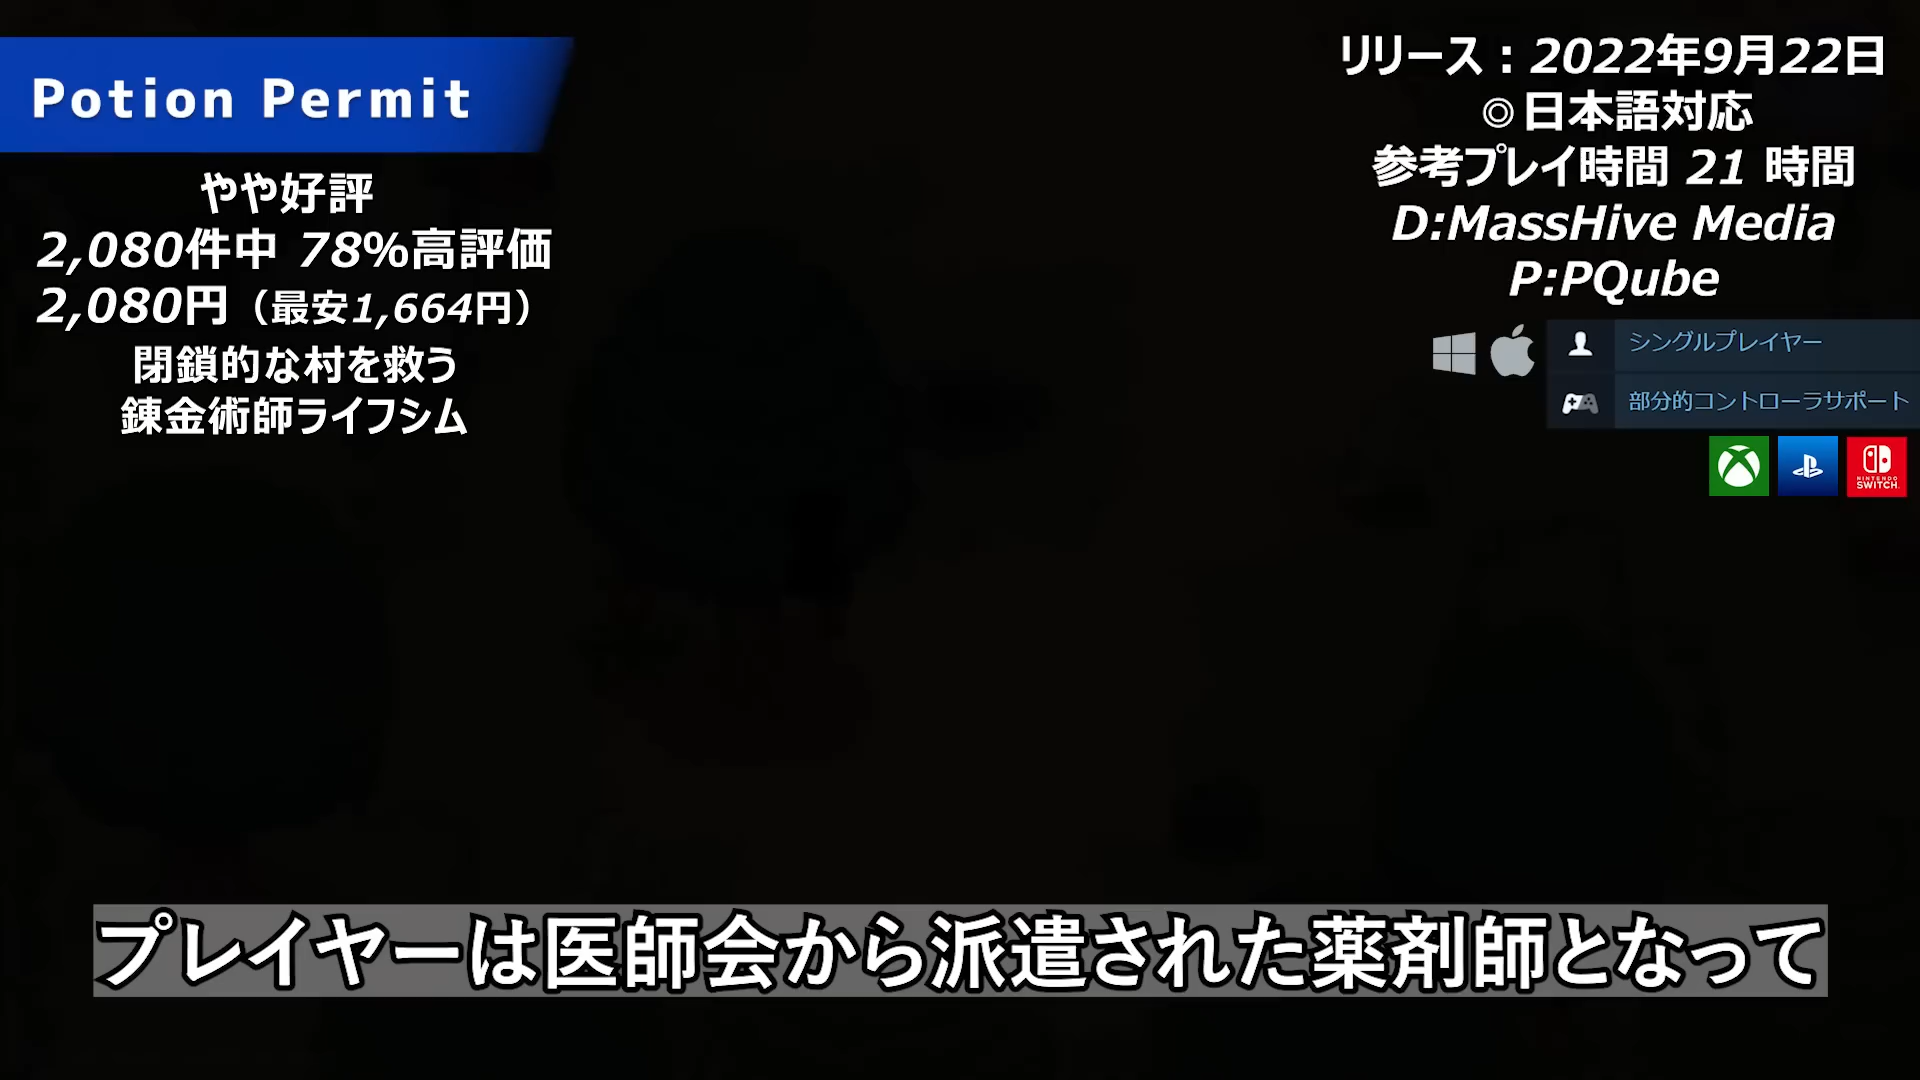 Potion Permit
やや好評
2,080件中 78%高評価
2,080円（最安1,664円）
閉鎖的な村を救う
錬金術師ライフシム
リリース：2022年9月22日
◎日本語対応
参考プレイ時間 21 時間
D:MassHive Media
P:PQube
シングルプレイヤー
部分的コントローラサポート
NINTENDO
SWITCH
プレイヤーは医師会から派遣された薬剤師となって